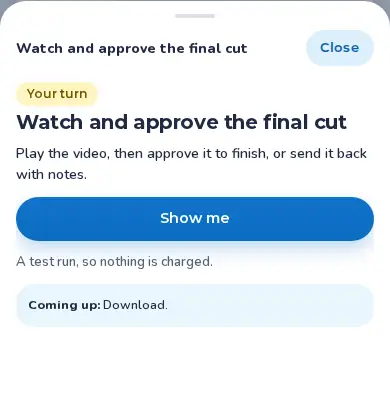 Watch and approve the final cut
Close
Your turn
Watch and approve the final cut
Play the video, then approve it to finish, or send it back
with notes.
Show me
A test run, so nothing is charged.
Coming up: Download.